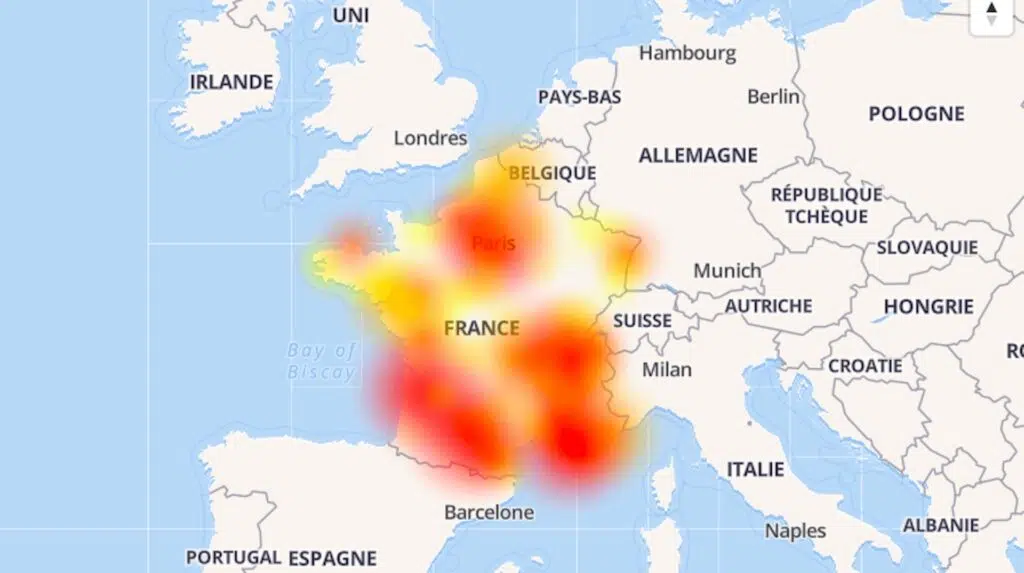 UNI
IRLANDE
Hambourg
PAYS-BAS
Berlin
POLOGNE
Londres
ALLEMAGNE
BELGIQUE
RÉPUBLIQUE
TCHÈQUE
Paris
SLOVAQUIE
Munich
AUTRICHE
HONGRIE
SUISSE
FRANCE
Bay of
Biscay
Milan
CROATIE
ITALIE
Barcelone
Naples
ALBANIE
PORTUGAL
ESPAGNE